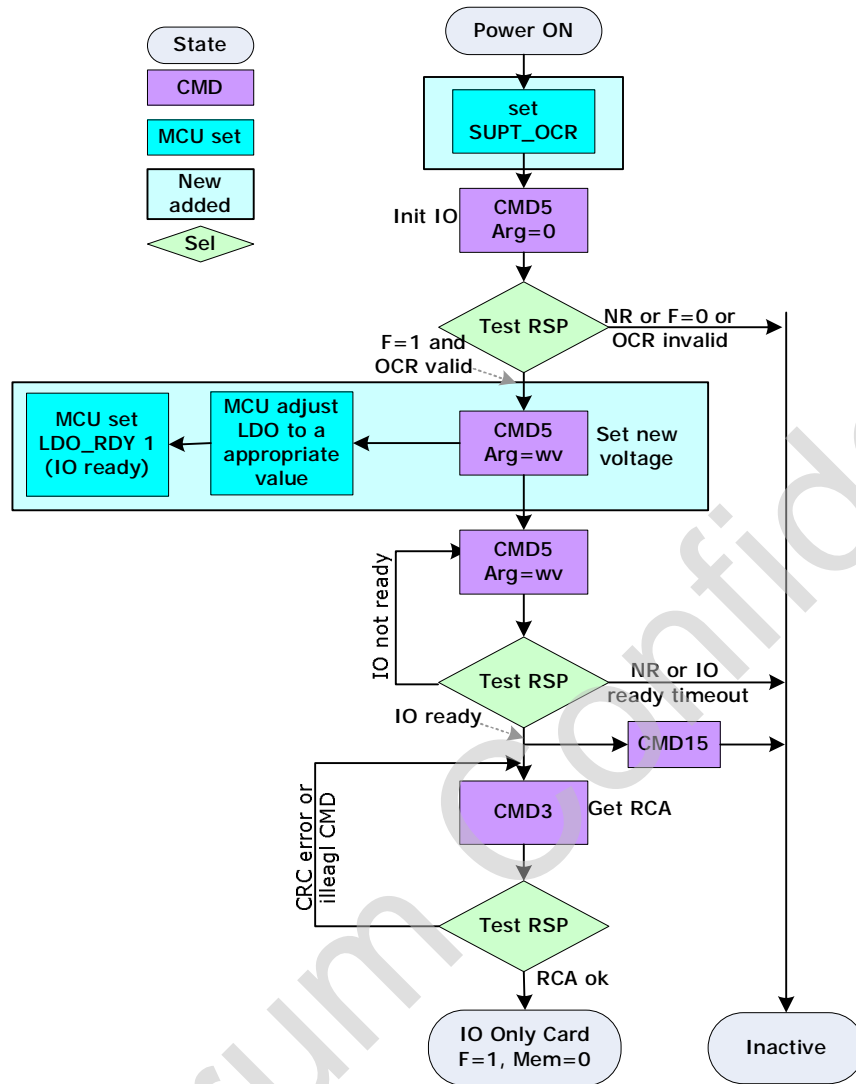 State
CMD
MCU set
New
added
Sel
Power ON
set
SUPT_OCR
Init IO
CMD5
Arg=0
Test RSP
NR or F=0 or
OCR invalid
F=1 and
OCR valid
MCU set
LDO_RDY 1
(IO ready)
MCU adjust
LDO to a
appropriate
value
CMD5
Arg=wv
Set new
voltage
CMD5
Arg=wv
IO not ready
Test RSP
NR or IO
ready timeout
IO ready
CMD15
CMD3
Get RCA
CRC error or
illeagl CMD
Test RSP
RCA ok
IO Only Card
F=1, Mem=0
Inactive
sum Confid